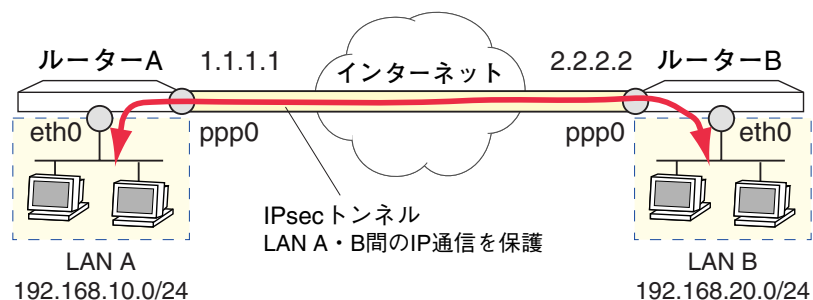 ルーターA
1.1.1.1
インターネット
2.2.2.2
ルーターB
eth0
ppp0
ppp0
eth0
IPsecトンネル
LAN A・B間のIP通信を保護
LAN A
192.168.10.0/24
LAN B
192.168.20.0/24